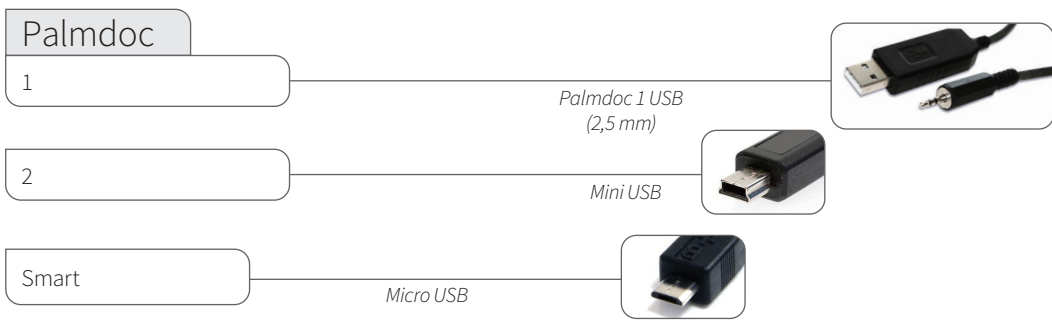 Palmdoc
1
Palmdoc 1 USB
(2,5 mm)
2
Mini USB
Smart
Micro USB